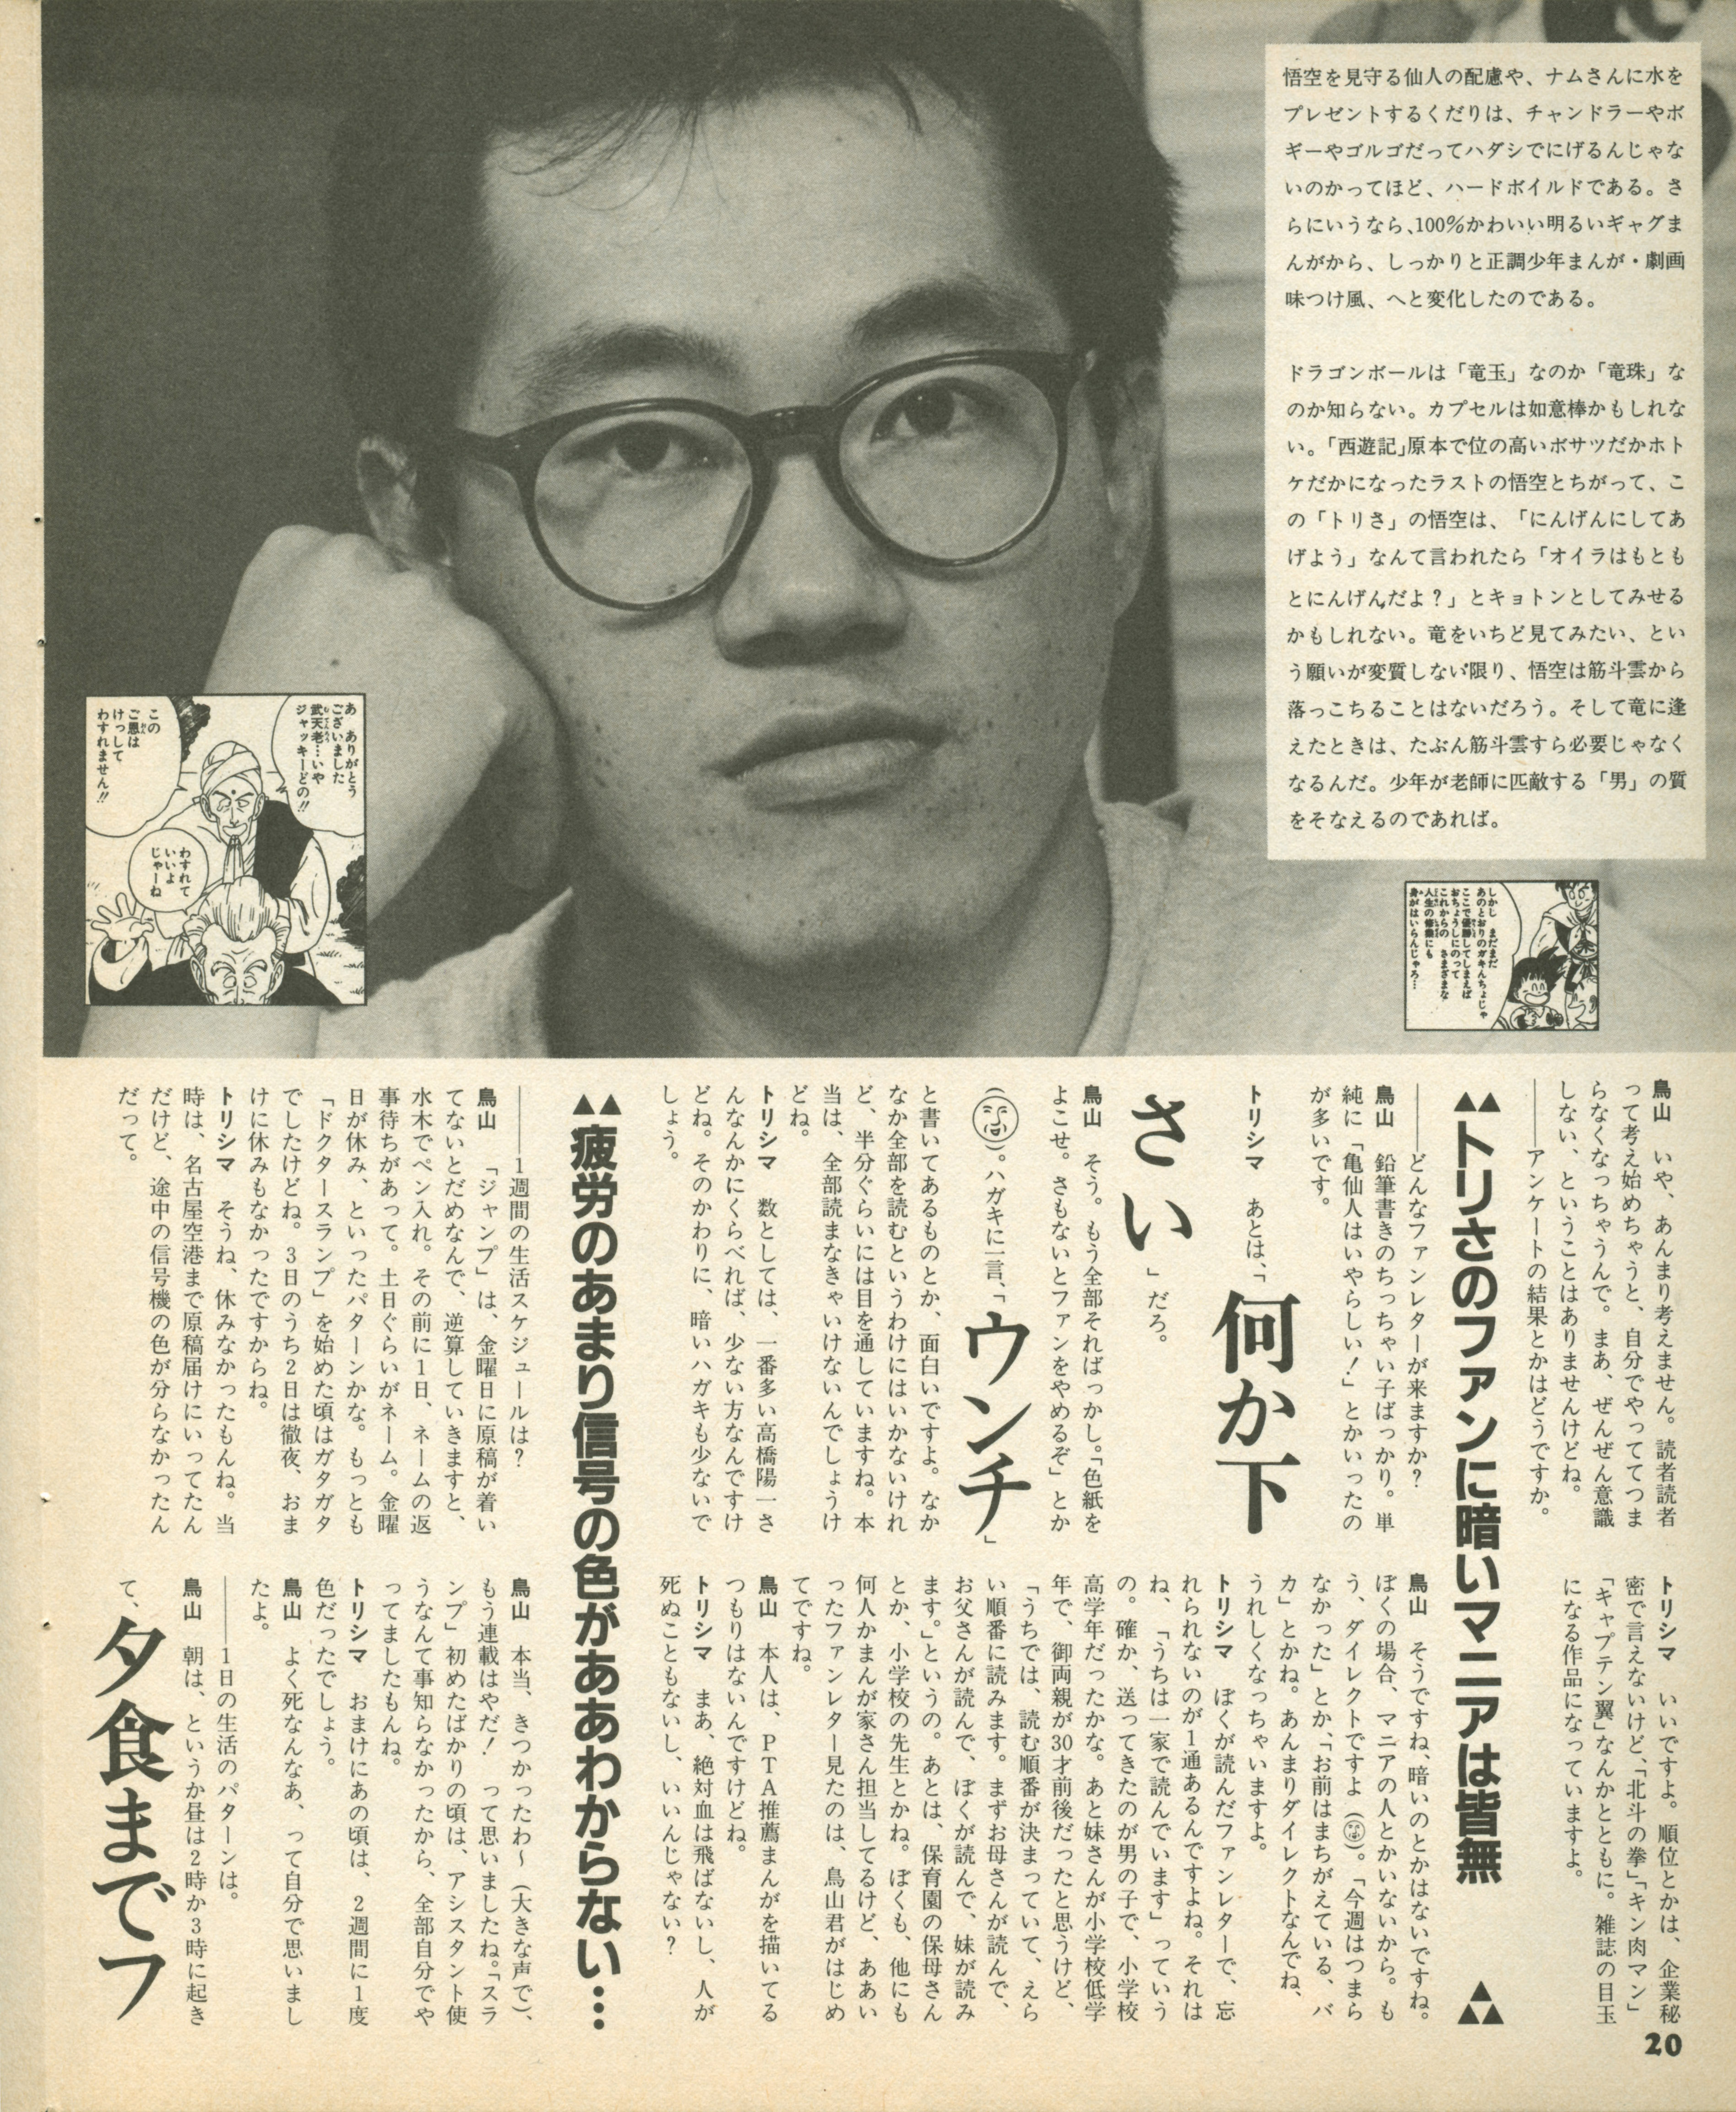 悟空を見守る仙人の配慮や、ナムさんに水を
プレゼントするくだりは、チャンドラーやボ
ギーやゴルゴだってハダシでにげるんじゃな
いのかってほど、ハードボイルドである。さ
らにいうなら、100%かわいい明るいギャグま
んがから、しっかりと正調少年まんが・劇画
味つけ風、へと変化したのである。
ドラゴンボールは「竜玉」なのか「竜珠」な
のか知らない。カプセルは如意棒かもしれな
い。「西遊記」原本で位の高いボサツだかホト
ケだかになったラストの悟空とちがって、こ
の「トリさ」の悟空は、「にんげんにしてあ
げよう」なんて言われたら「オイラはもとも
とにんげんだよ？」とキョトンとしてみせる
かもしれない。竜をいちど見てみたい、とい
う願いが変質しない限り、悟空は筋斗雲から
落っこちることはないだろう。そして竜に逢
えたときは、たぶん筋斗雲すら必要じゃなく
なるんだ。少年が老師に匹敵する「男」の質
をそなえるのであれば。
しかし まだまだ
あのとおりのガキんちょじゃ
ここで優勝してしまえば
おちょうしにのって
これからの さまざまな
人生の修業にも
身がはいらんじゃろ…
あ ありがとう
ございました
武天老…いや
ジャッキーどの!!
この
ご恩は
けっして
わすれません!!
わすれて
いいよ
じゃーね
鳥山 いや、あんまり考えません。読者読者
って考え始めちゃうと、自分でやっててつま
らなくなっちゃうんで。まあ、ぜんぜん意識
しない、ということはありませんけどね。
――アンケートの結果とかはどうですか。
トリシマ いいですよ。順位とかは、企業秘
密で言えないけど、「北斗の拳」「キン肉マン」
「キャプテン翼」なんかとともに。雑誌の目玉
になる作品になっていますよ。
▲▲トリさのファンに暗いマニアは皆無 ▲▲▲
――どんなファンレターが来ますか？
鳥山 鉛筆書きのちっちゃい子ばっかり。単
純に「亀仙人はいやらしい！」とかいったの
が多いです。
トリシマ あとは、「何か下
さい」だろ。
鳥山 そう。もう全部そればっかし。「色紙を
よこせ。さもないとファンをやめるぞ」とか
( )。ハガキに一言、「ウンチ」
と書いてあるものとか、面白いですよ。なか
なか全部を読むというわけにはいかないけれ
ど、半分ぐらいには目を通していますね。本
当は、全部読まなきゃいけないんでしょうけ
どね。
トリシマ 数としては、一番多い高橋陽一さ
んなんかにくらべれば、少ない方なんですけ
どね。そのかわりに、暗いハガキも少ないで
しょう。
鳥山 そうですね、暗いのとかはないですね。
ぼくの場合、マニアの人とかいないから。も
う、ダイレクトですよ( )。「今週はつまら
なかった」とか、「お前はまちがえている、バ
カ」とかね。あんまりダイレクトなんでね、
うれしくなっちゃいますよ。
トリシマ ぼくが読んだファンレターで、忘
れられないのが1通あるんですよね。それは
ね、「うちは一家で読んでいます」っていう
の。確か、送ってきたのが男の子で、小学校
高学年だったかな。あと妹さんが小学校低学
年で、御両親が30才前後だったと思うけど、
「うちでは、読む順番が決まっていて、えら
い順番に読みます。まずお母さんが読んで、
お父さんが読んで、ぼくが読んで、妹が読み
ます。」というの。あとは、保育園の保母さん
とか、小学校の先生とかね。ぼくも、他にも
何人かまんが家さん担当してるけど、ああい
ったファンレター見たのは、鳥山君がはじめ
てですね。
鳥山 本人は、PTA推薦まんがを描いてる
つもりはないんですけどね。
トリシマ まあ、絶対血は飛ばないし、人が
死ぬこともないし、いいんじゃない？
▲▲疲労のあまり信号の色がああわからない…
――1週間の生活スケジュールは？
鳥山 「ジャンプ」は、金曜日に原稿が着い
てないとだめなんで、逆算していきますと、
水木でペン入れ。その前に1日、ネームの返
事待ちがあって。土日ぐらいがネーム。金曜
日が休み、といったパターンかな。もっとも
「ドクタースランプ」を始めた頃はガタガタ
でしたけどね。3日のうち2日は徹夜、おま
けに休みもなかったですからね。
トリシマ そうね、休みなかったもんね。当
時は、名古屋空港まで原稿届けにいってたん
だけど、途中の信号機の色が分らなかったん
だって。
鳥山 本当、きつかったわ～(大きな声で)、
もう連載はやだ！ って思いましたね。「スラ
ンプ」初めたばかりの頃は、アシスタント使
うなんて事知らなかったから、全部自分でや
ってましたもんね。
トリシマ おまけにあの頃は、2週間に1度
色だったでしょう。
鳥山 よく死なんなあ、って自分で思いまし
たよ。
――1日の生活のパターンは。
鳥山 朝は、というか昼は2時か3時に起き
て、夕食までフ
20